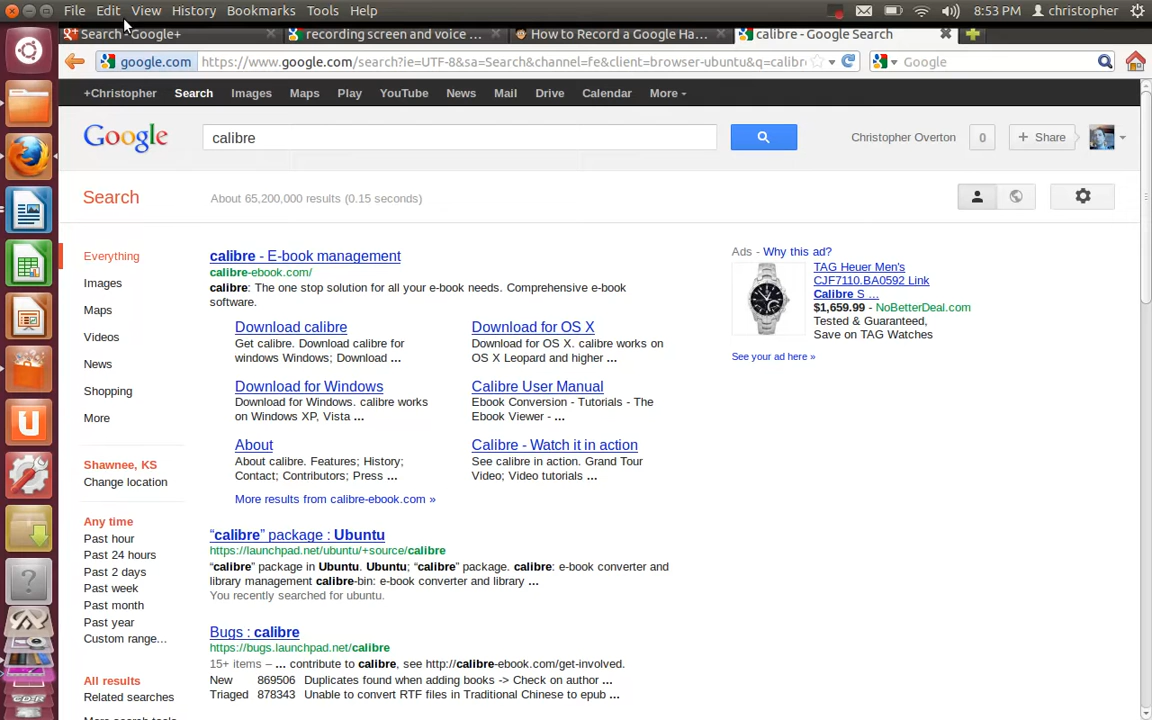 File Edit View History Bookmarks Tools Help 8:53 PM christopher
Search - Google+ recording screen and voice ... How to Record a Google Ha... calibre - Google Search
google.com https://www.google.com/search?ie=UTF-8&sa=Search&channel=fe&client=browser-ubuntu&q=calibr Google
+Christopher Search Images Maps Play YouTube News Mail Drive Calendar More
Google calibre Christopher Overton 0 + Share
Search About 65,200,000 results (0.15 seconds)
Everything
Images
Maps
Videos
News
Shopping
More
Shawnee, KS
Change location
Any time
Past hour
Past 24 hours
Past 2 days
Past week
Past month
Past year
Custom range...
All results
Related searches
More search tools
calibre - E-book management
calibre-ebook.com/
calibre: The one stop solution for all your e-book needs. Comprehensive e-book
software.
Download calibre
Get calibre. Download calibre for
windows Windows; Download ...
Download for OS X
Download for OS X. calibre works on
OS X Leopard and higher ...
Download for Windows
Download for Windows. calibre works
on Windows XP, Vista ...
Calibre User Manual
Ebook Conversion - Tutorials - The
Ebook Viewer - ...
About
About calibre. Features; History;
Contact; Contributors; Press ...
Calibre - Watch it in action
See calibre in action. Grand Tour
Video; Video tutorials ...
More results from calibre-ebook.com »
“calibre” package : Ubuntu
https://launchpad.net/ubuntu/+source/calibre
“calibre” package in Ubuntu. Ubuntu; “calibre” package. calibre: e-book converter and
library management calibre-bin: e-book converter and library ...
You recently searched for ubuntu.
Bugs : calibre
https://bugs.launchpad.net/calibre
15+ items – ... contribute to calibre, see http://calibre-ebook.com/get-involved.
New 869506 Duplicates found when adding books -> Check on author ...
Triaged 878343 Unable to convert RTF files in Traditional Chinese to epub ...
Ads - Why this ad?
TAG Heuer Men's
CJF7110.BA0592 Link
Calibre S ...
$1,659.99 - NoBetterDeal.com
Tested & Guaranteed,
Save on TAG Watches
See your ad here »